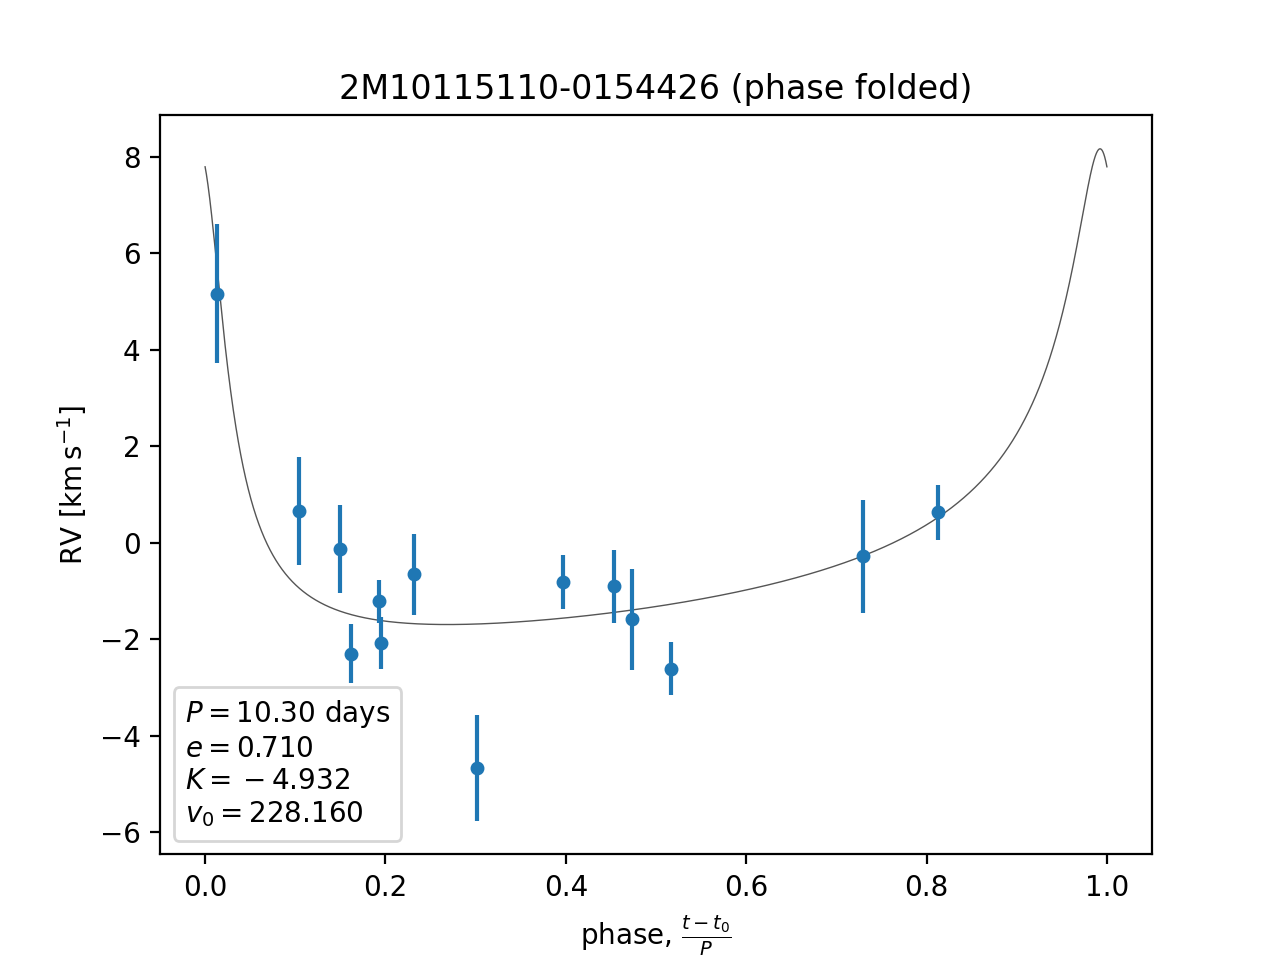 2M10115110-0154426 (phase folded)
8
6
4
2
0
−2
−4
−6
RV [km s⁻¹]
P = 10.30 days
e = 0.710
K = −4.932
v₀ = 228.160
0.0 0.2 0.4 0.6 0.8 1.0
phase, (t − t₀)/P